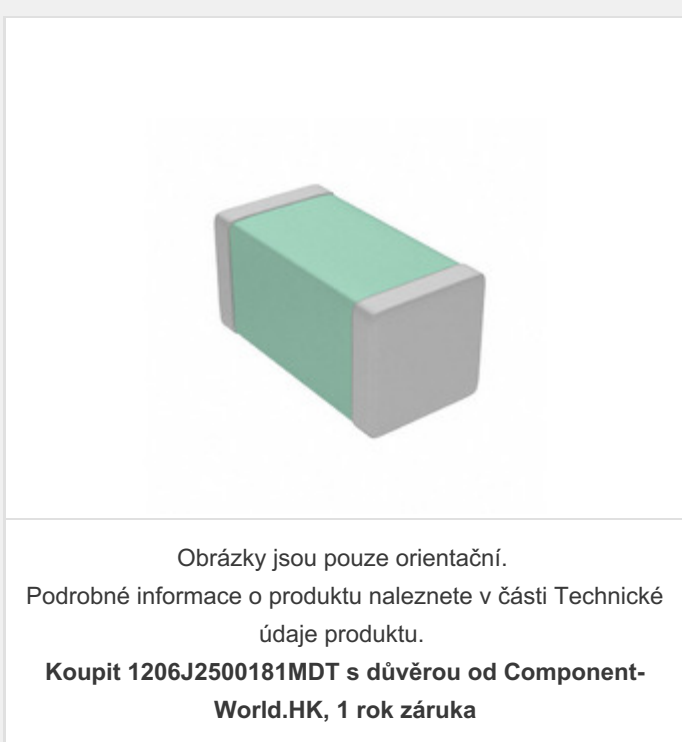 Obrázky jsou pouze orientační.
Podrobné informace o produktu naleznete v části Technické
údaje produktu.
Koupit 1206J2500181MDT s důvěrou od Component-
World.HK, 1 rok záruka